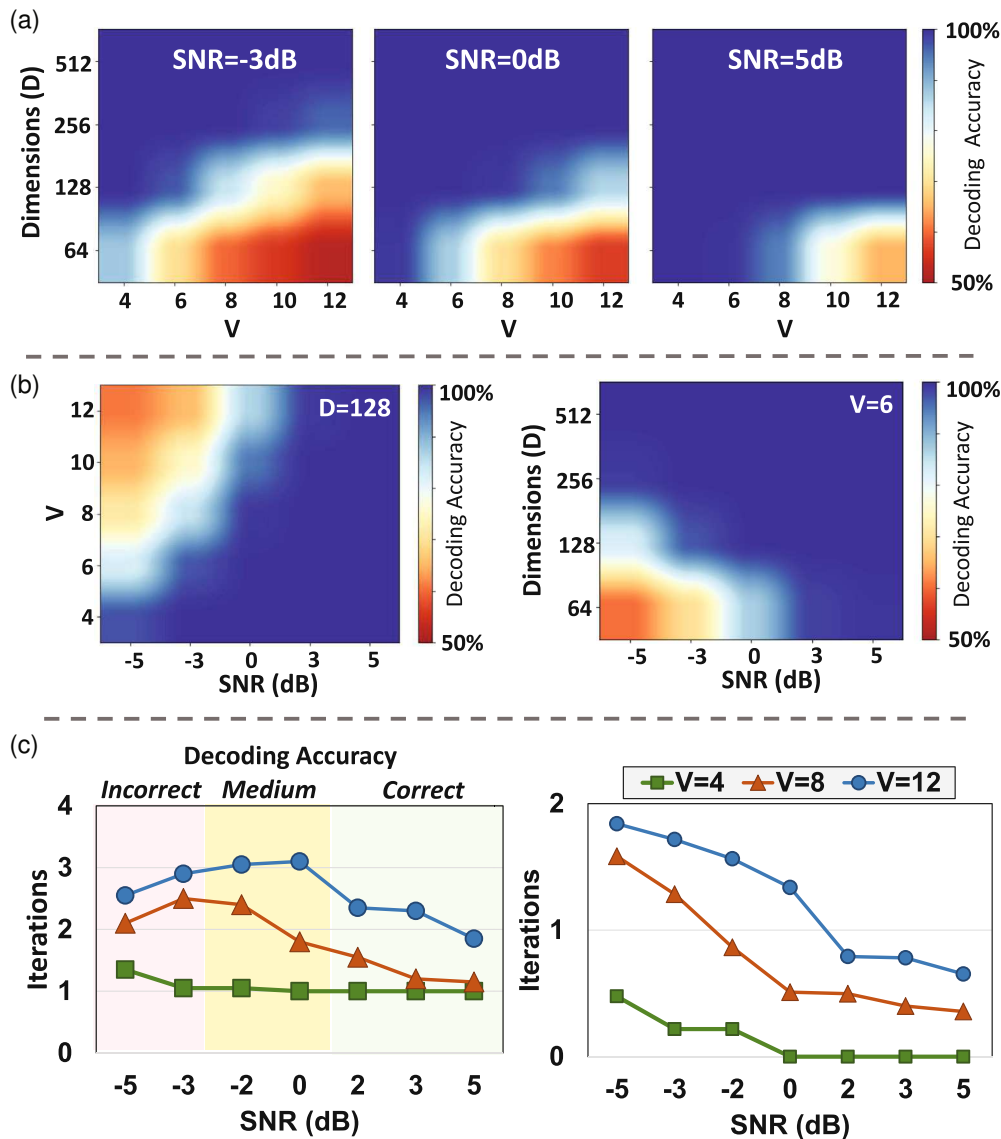 (a)
SNR=-3dB
SNR=0dB
SNR=5dB
Dimensions (D)
512
256
128
64
4 6 8 10 12
V
4 6 8 10 12
V
4 6 8 10 12
V
100%
Decoding Accuracy
50%
(b)
D=128
V
12
10
8
6
4
-5 -3 0 3 5
SNR (dB)
100%
Decoding Accuracy
50%
V=6
Dimensions (D)
512
256
128
64
-5 -3 0 3 5
SNR (dB)
100%
Decoding Accuracy
50%
(c)
Decoding Accuracy
Incorrect Medium Correct
Iterations
4
3
2
1
0
-5 -3 -2 0 2 3 5
SNR (dB)
V=4 V=8 V=12
Iterations
2
1
0
-5 -3 -2 0 2 3 5
SNR (dB)